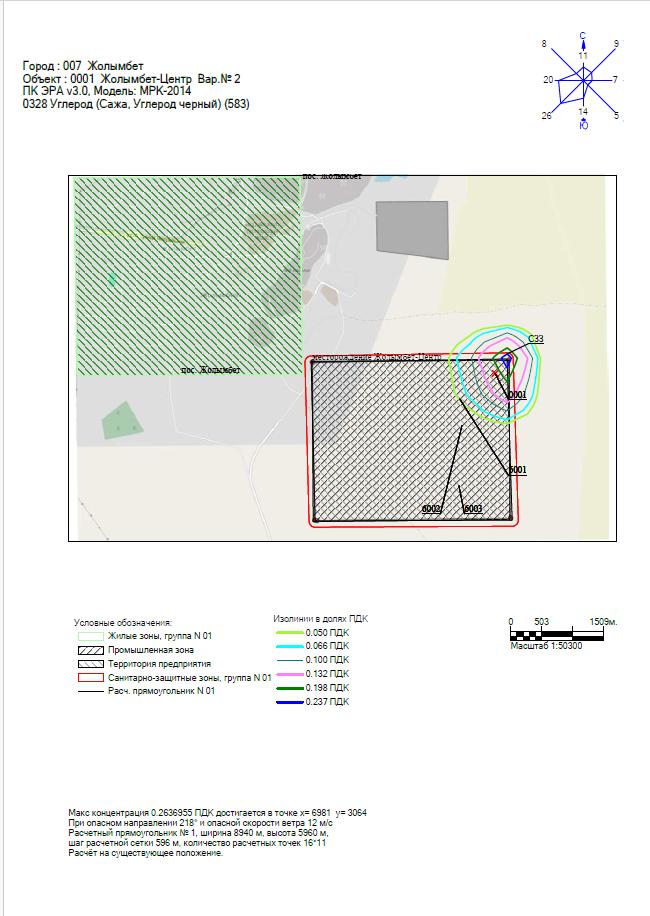 Город : 007 Жолымбет
Объект : 0001 Жолымбет-Центр Вар.№ 2
ПК ЭРА v3.0, Модель: МРК-2014
0328 Углерод (Сажа, Углерод черный) (583)
С
8 11 9
20 7
26 14 5
Ю
пос. Жолымбет
С33
месторождение Жолымбет-Центр
пос. Жолымбет
0001
6001
6002 6003
Условные обозначения:
Жилые зоны, группа N 01
Промышленная зона
Территория предприятия
Санитарно-защитные зоны, группа N 01
Расч. прямоугольник N 01
Изолинии в долях ПДК
0.050 ПДК
0.066 ПДК
0.100 ПДК
0.132 ПДК
0.198 ПДК
0.237 ПДК
0 503 1509м.
Масштаб 1:50300
Макс концентрация 0.2636955 ПДК достигается в точке x= 6981 y= 3064
При опасном направлении 218° и опасной скорости ветра 12 м/с
Расчетный прямоугольник № 1, ширина 8940 м, высота 5960 м,
шаг расчетной сетки 596 м, количество расчетных точек 16*11
Расчёт на существующее положение.